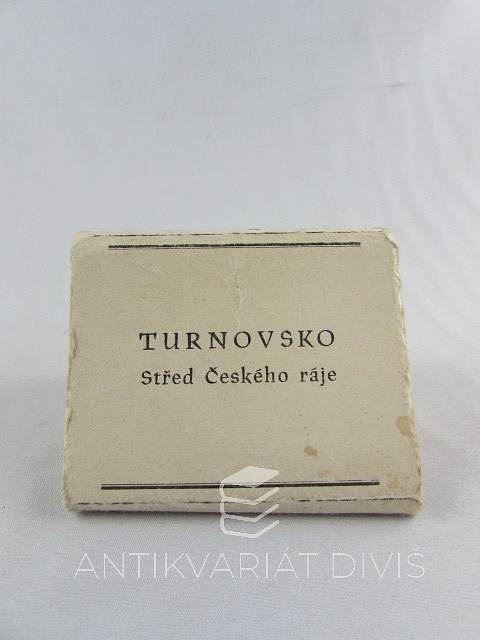 TURNOVSKO
Střed Českého ráje
ANTIKVARIÁT DIVIŠ